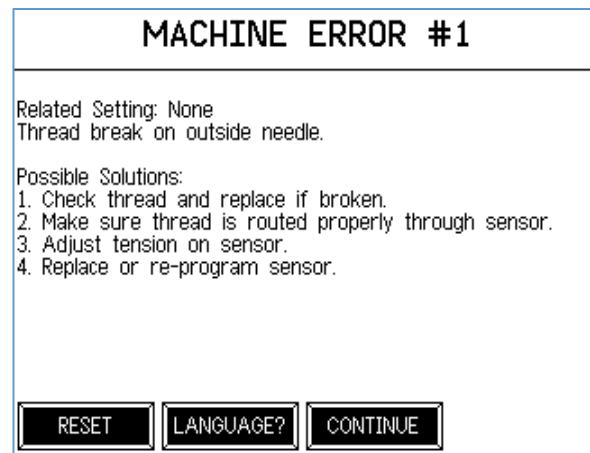 MACHINE ERROR #1
Related Setting: None
Thread break on outside needle.
Possible Solutions:
1. Check thread and replace if broken.
2. Make sure thread is routed properly through sensor.
3. Adjust tension on sensor.
4. Replace or re-program sensor.
RESET
LANGUAGE?
CONTINUE